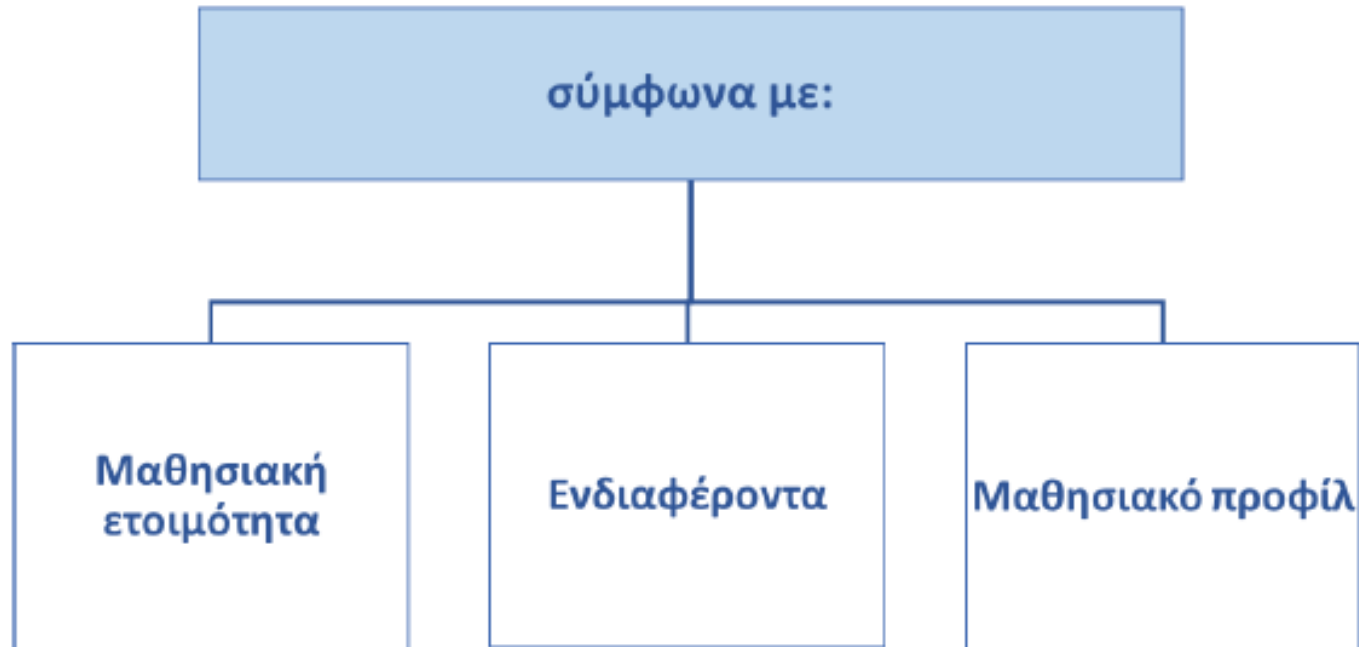 σύμφωνα με:
Μαθησιακή
ετοιμότητα
Ενδιαφέροντα
Μαθησιακό προφίλ